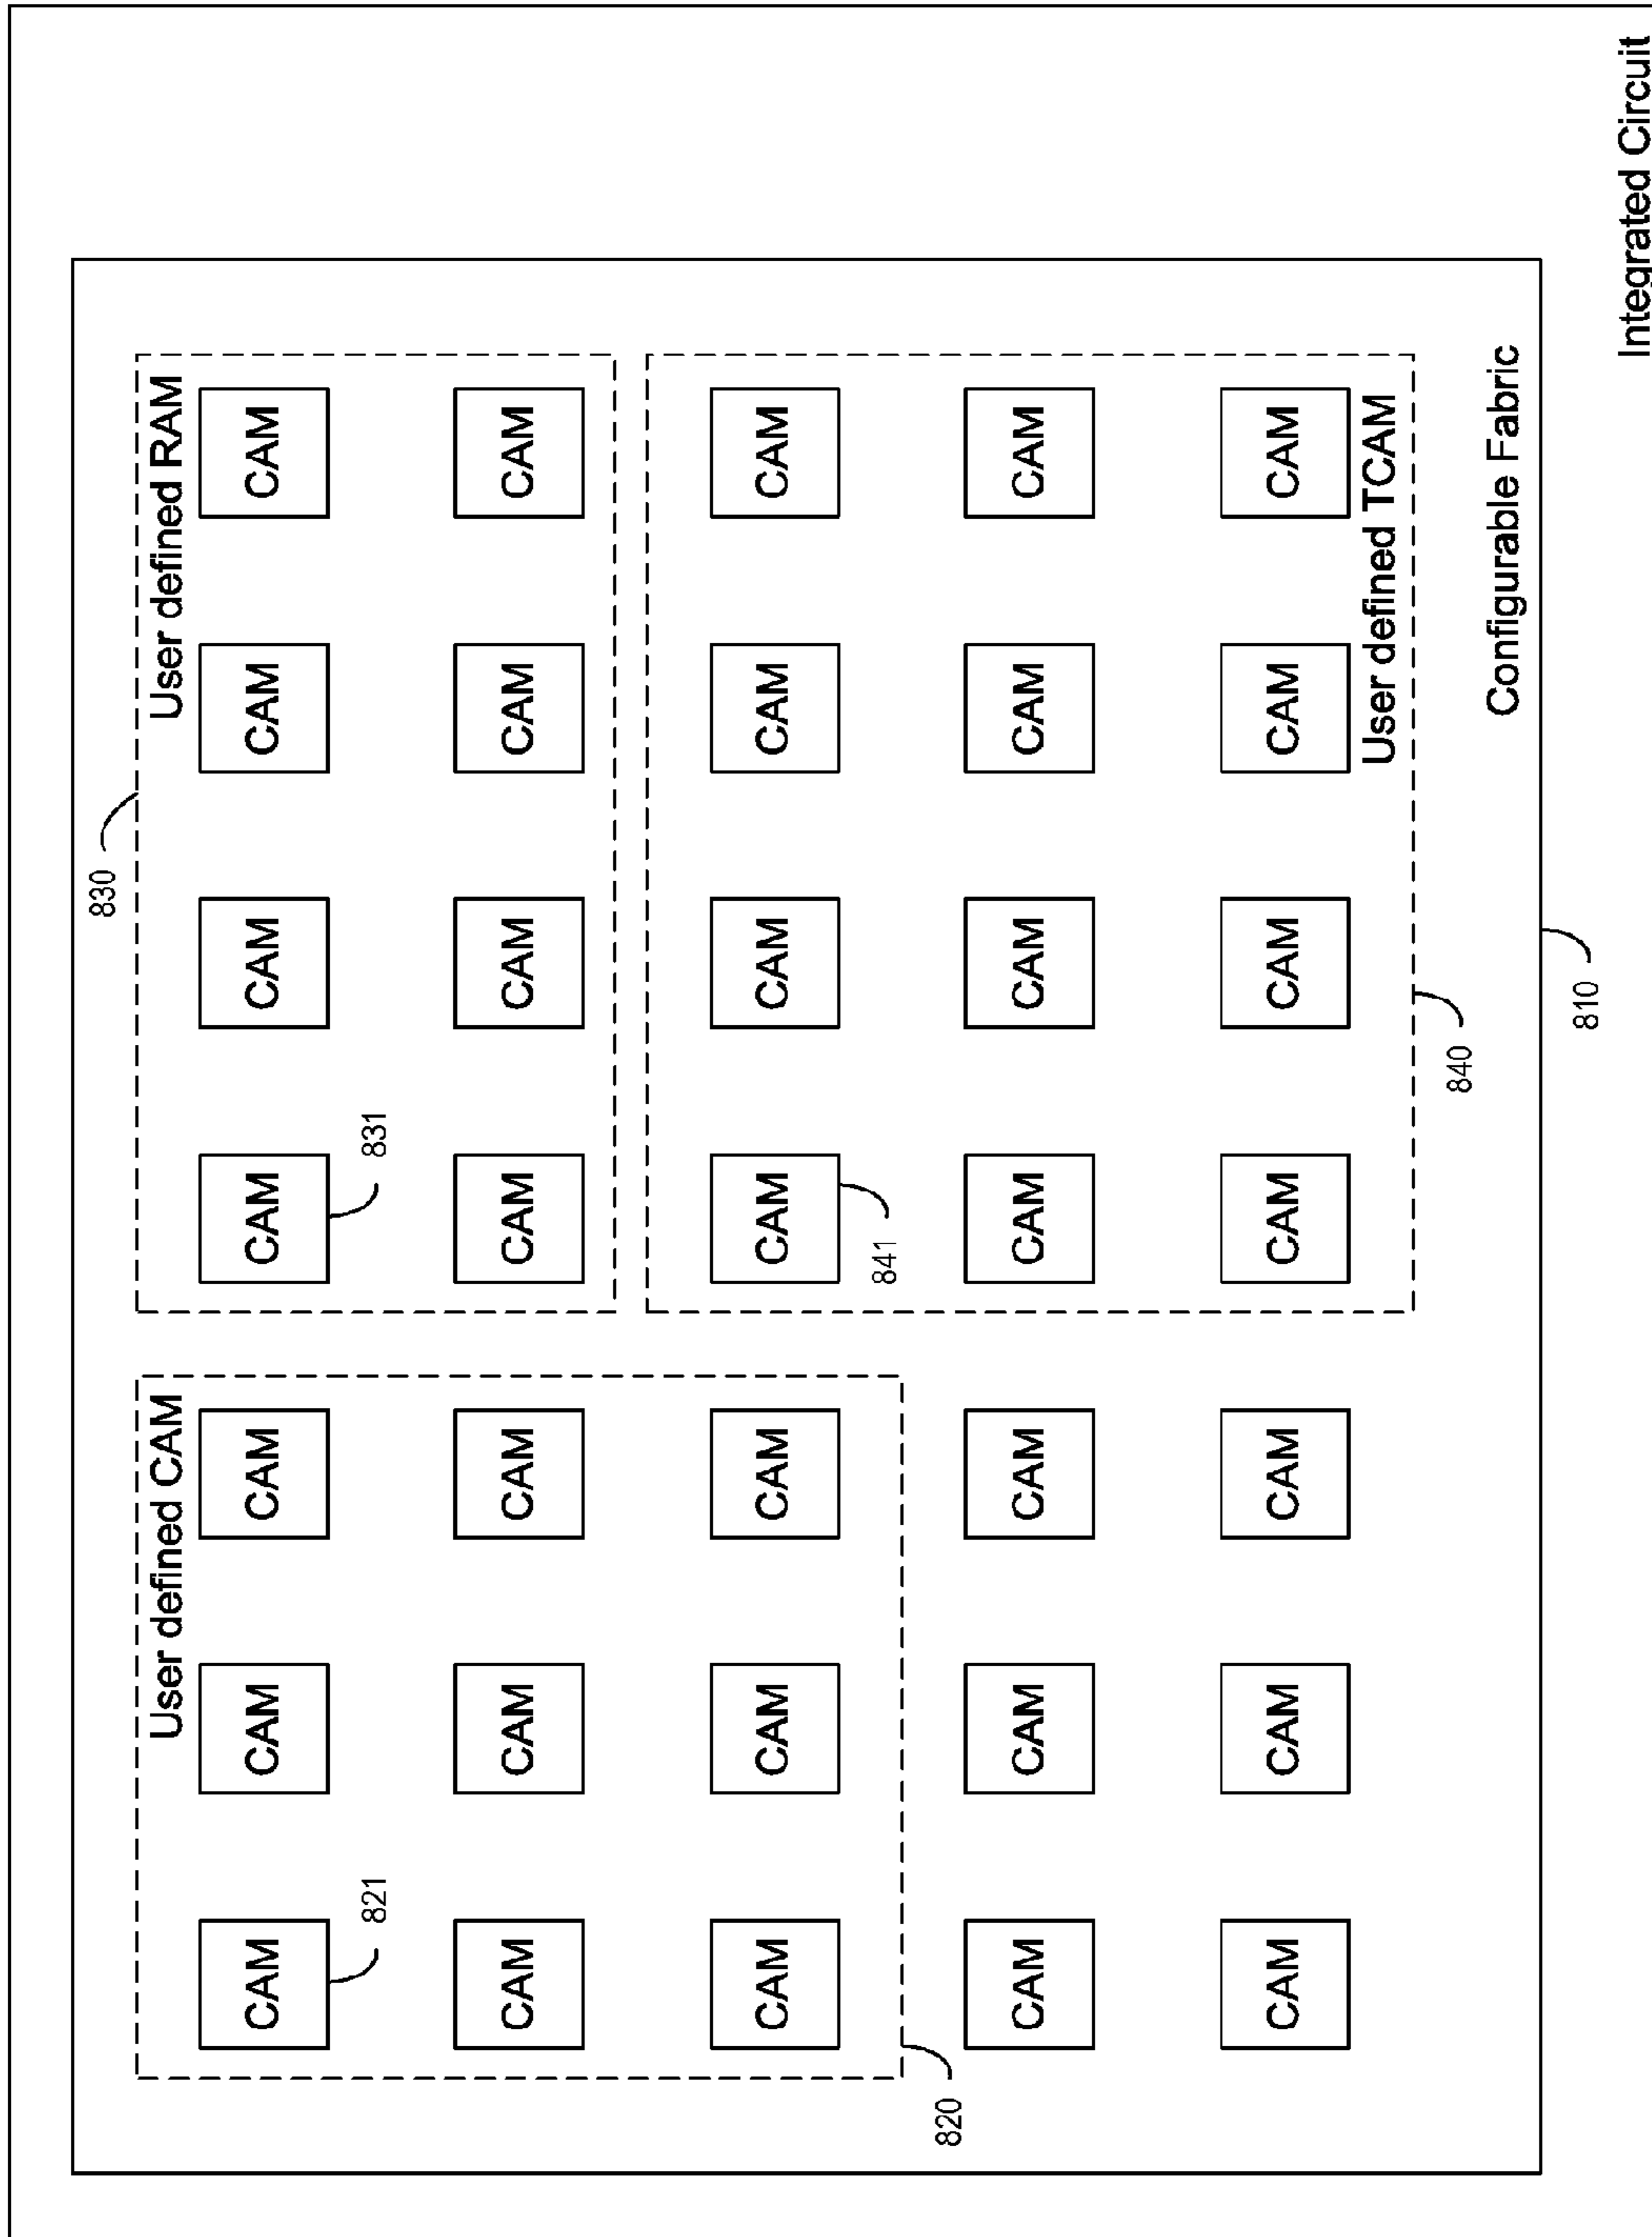 830
User defined CAM
User defined RAM
CAM CAM CAM CAM CAM CAM CAM
821
831
CAM CAM CAM CAM CAM CAM CAM
CAM CAM CAM CAM CAM CAM CAM
841
820
CAM CAM CAM CAM CAM CAM CAM
CAM CAM CAM CAM CAM CAM CAM
User defined TCAM
840
Configurable Fabric
810
Integrated Circuit